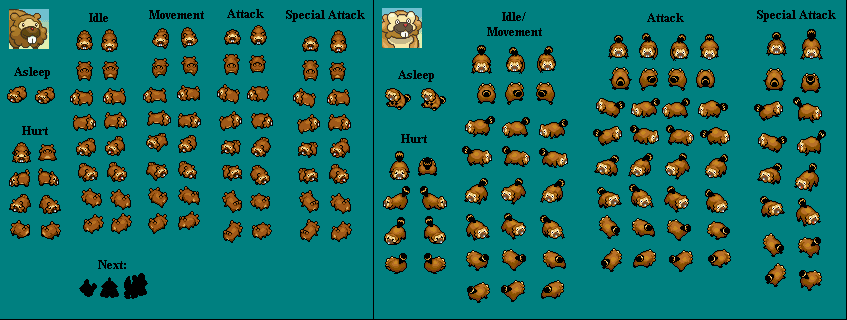 Idle
Movement
Attack
Special Attack
Asleep
Hurt
Next:
Idle/
Movement
Attack
Special Attack
Asleep
Hurt